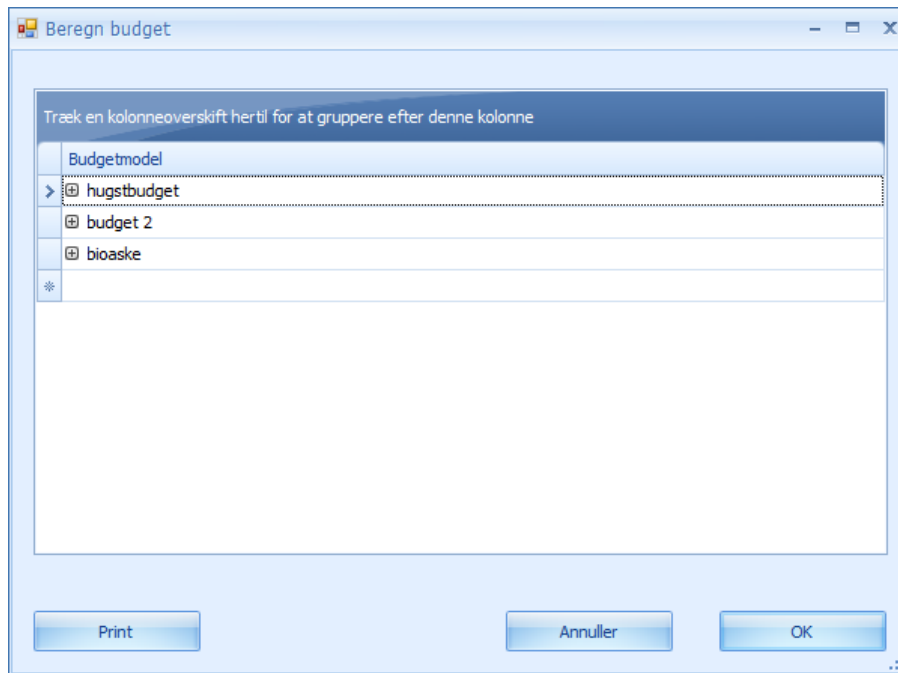 Beregn budget
Træk en kolonneoverskift hertil for at gruppere efter denne kolonne
Budgetmodel
hugstbudget
budget 2
bioaske
Print
Annuller
OK